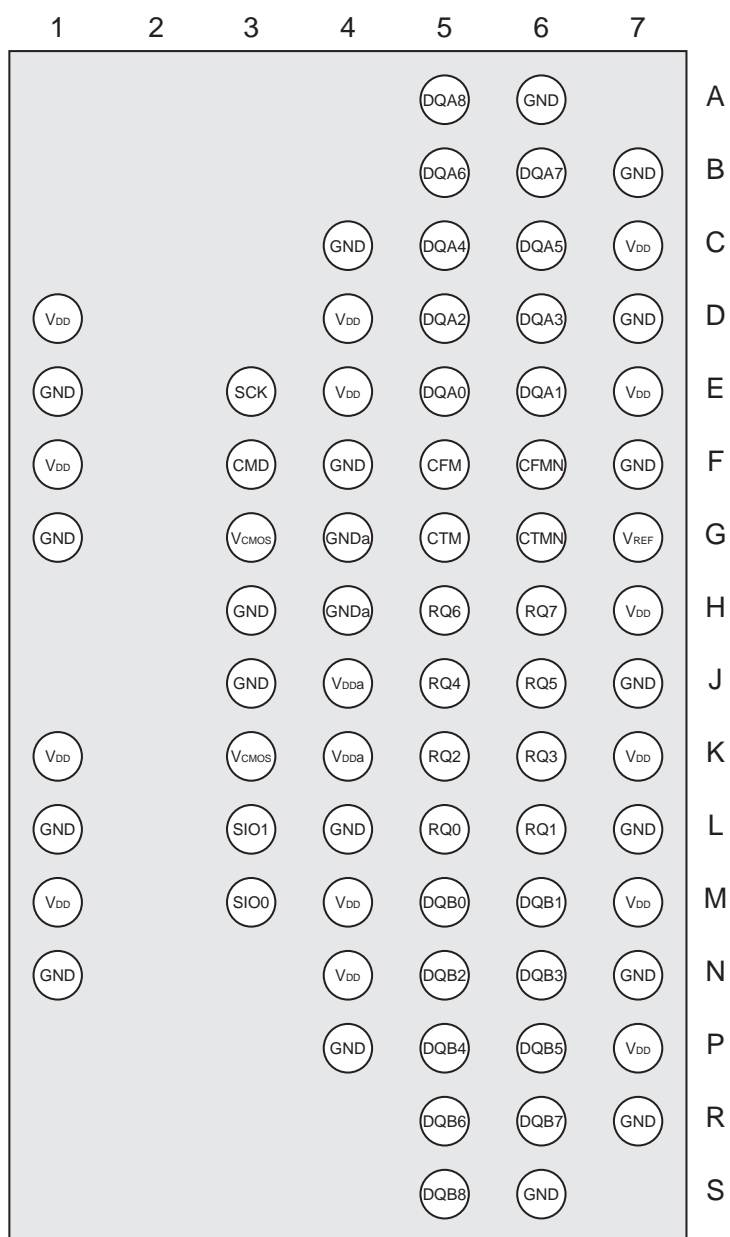 1 2 3 4 5 6 7
DQA8 GND A
DQA6 DQA7 GND B
GND DQA4 DQA5 VDD C
VDD VDD DQA2 DQA3 GND D
GND SCK VDD DQA0 DQA1 VDD E
VDD CMD GND CFM CFMN GND F
GND VCMOS GNDa CTM CTMN VREF G
GND GNDa RQ6 RQ7 VDD H
GND VDDa RQ4 RQ5 GND J
VDD VCMOS VDDa RQ2 RQ3 VDD K
GND SIO1 GND RQ0 RQ1 GND L
VDD SIO0 VDD DQB0 DQB1 VDD M
GND VDD DQB2 DQB3 GND N
GND DQB4 DQB5 VDD P
DQB6 DQB7 GND R
DQB8 GND S